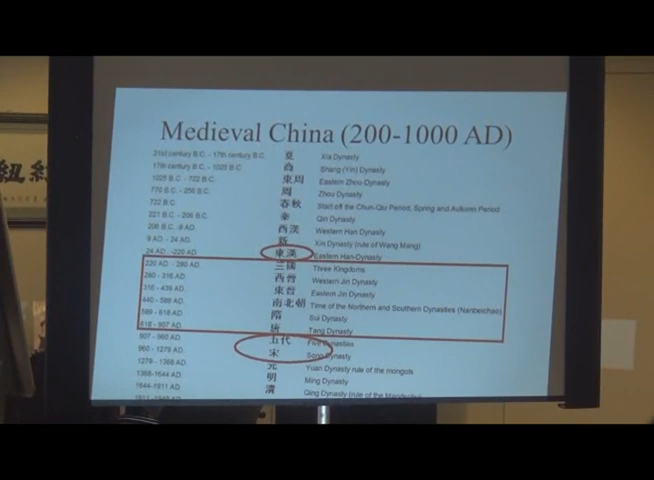 Medieval China (200-1000 AD)
21st century B.C. - 17th century B.C. 夏 Xia Dynasty
17th century B.C. - 1025 B.C 商 Shang (Yin) Dynasty
1025 B.C. - 722 B.C. 東周 Eastern Zhou-Dynasty
770 B.C. - 256 B.C. 周 Zhou Dynasty
722 B.C. 春秋 Start off the Chun-Qiu Period, Spring and Autumn Period
221 B.C. - 206 B.C. 秦 Qin Dynasty
206 B.C. - 9 AD. 西漢 Western Han Dynasty
9 AD. - 24 AD. 新 Xin Dynasty (rule of Wang Mang)
24 AD. -220 AD. 東漢 Eastern Han-Dynasty
220 AD. - 280 AD. 三國 Three Kingdoms
280 - 316 AD. 西晉 Western Jin Dynasty
316 - 439 AD. 東晉 Eastern Jin Dynasty
440 - 589 AD. 南北朝 Time of the Northern and Southern Dynasties (Nanbeichao)
589 - 618 AD. 隋 Sui Dynasty
618 - 907 AD. 唐 Tang Dynasty
907 - 960 AD. 五代 Five Dynasties
960 - 1279 AD. 宋 Song Dynasty
1279 - 1368 AD. 元 Yuan Dynasty rule of the mongols
1368-1644 AD. 明 Ming Dynasty
1644-1911 AD. 清 Qing Dynasty (rule of the